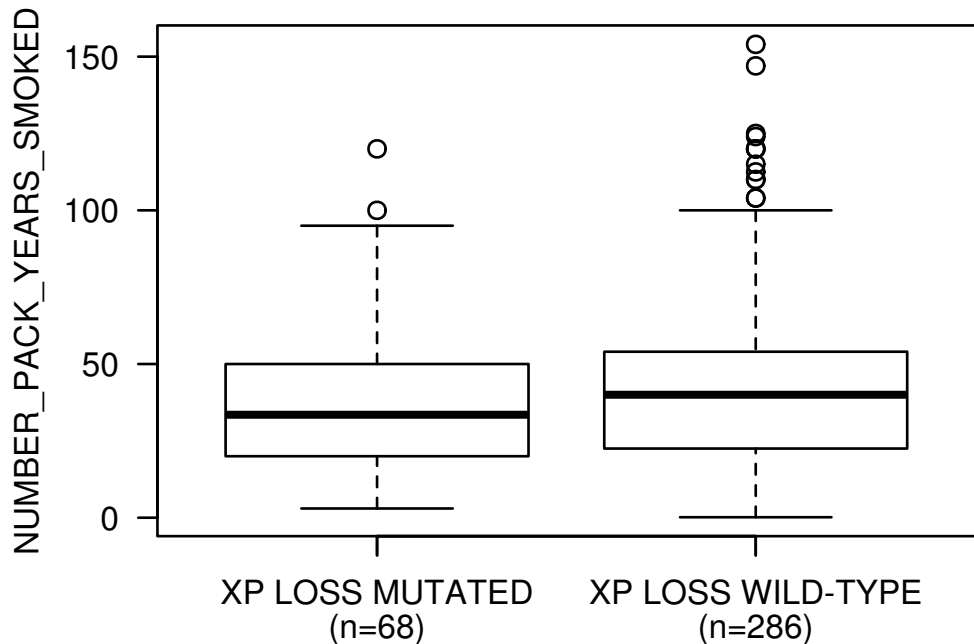 NUMBER_PACK_YEARS_SMOKED
150
100
50
0
XP LOSS MUTATED
(n=68)
XP LOSS WILD-TYPE
(n=286)